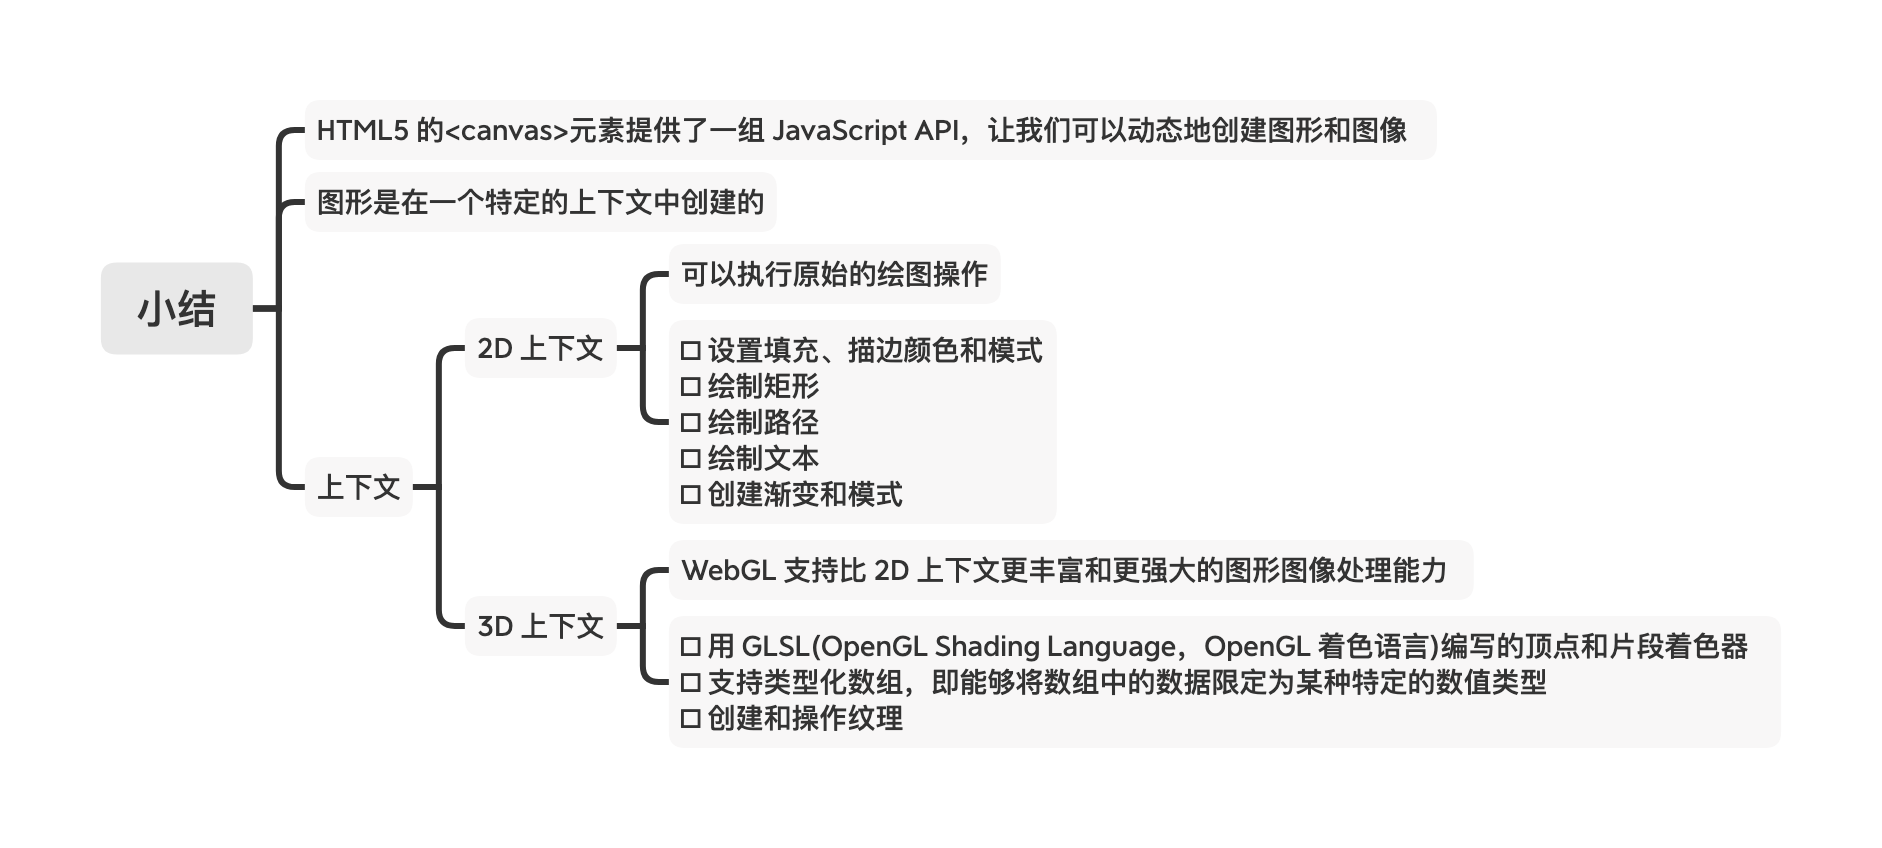 HTML5 的<canvas>元素提供了一组 JavaScript API，让我们可以动态地创建图形和图像
图形是在一个特定的上下文中创建的
小结
上下文
2D 上下文
可以执行原始的绘图操作
☐ 设置填充、描边颜色和模式
☐ 绘制矩形
☐ 绘制路径
☐ 绘制文本
☐ 创建渐变和模式
3D 上下文
WebGL 支持比 2D 上下文更丰富和更强大的图形图像处理能力
☐ 用 GLSL(OpenGL Shading Language，OpenGL 着色语言)编写的顶点和片段着色器
☐ 支持类型化数组，即能够将数组中的数据限定为某种特定的数值类型
☐ 创建和操作纹理